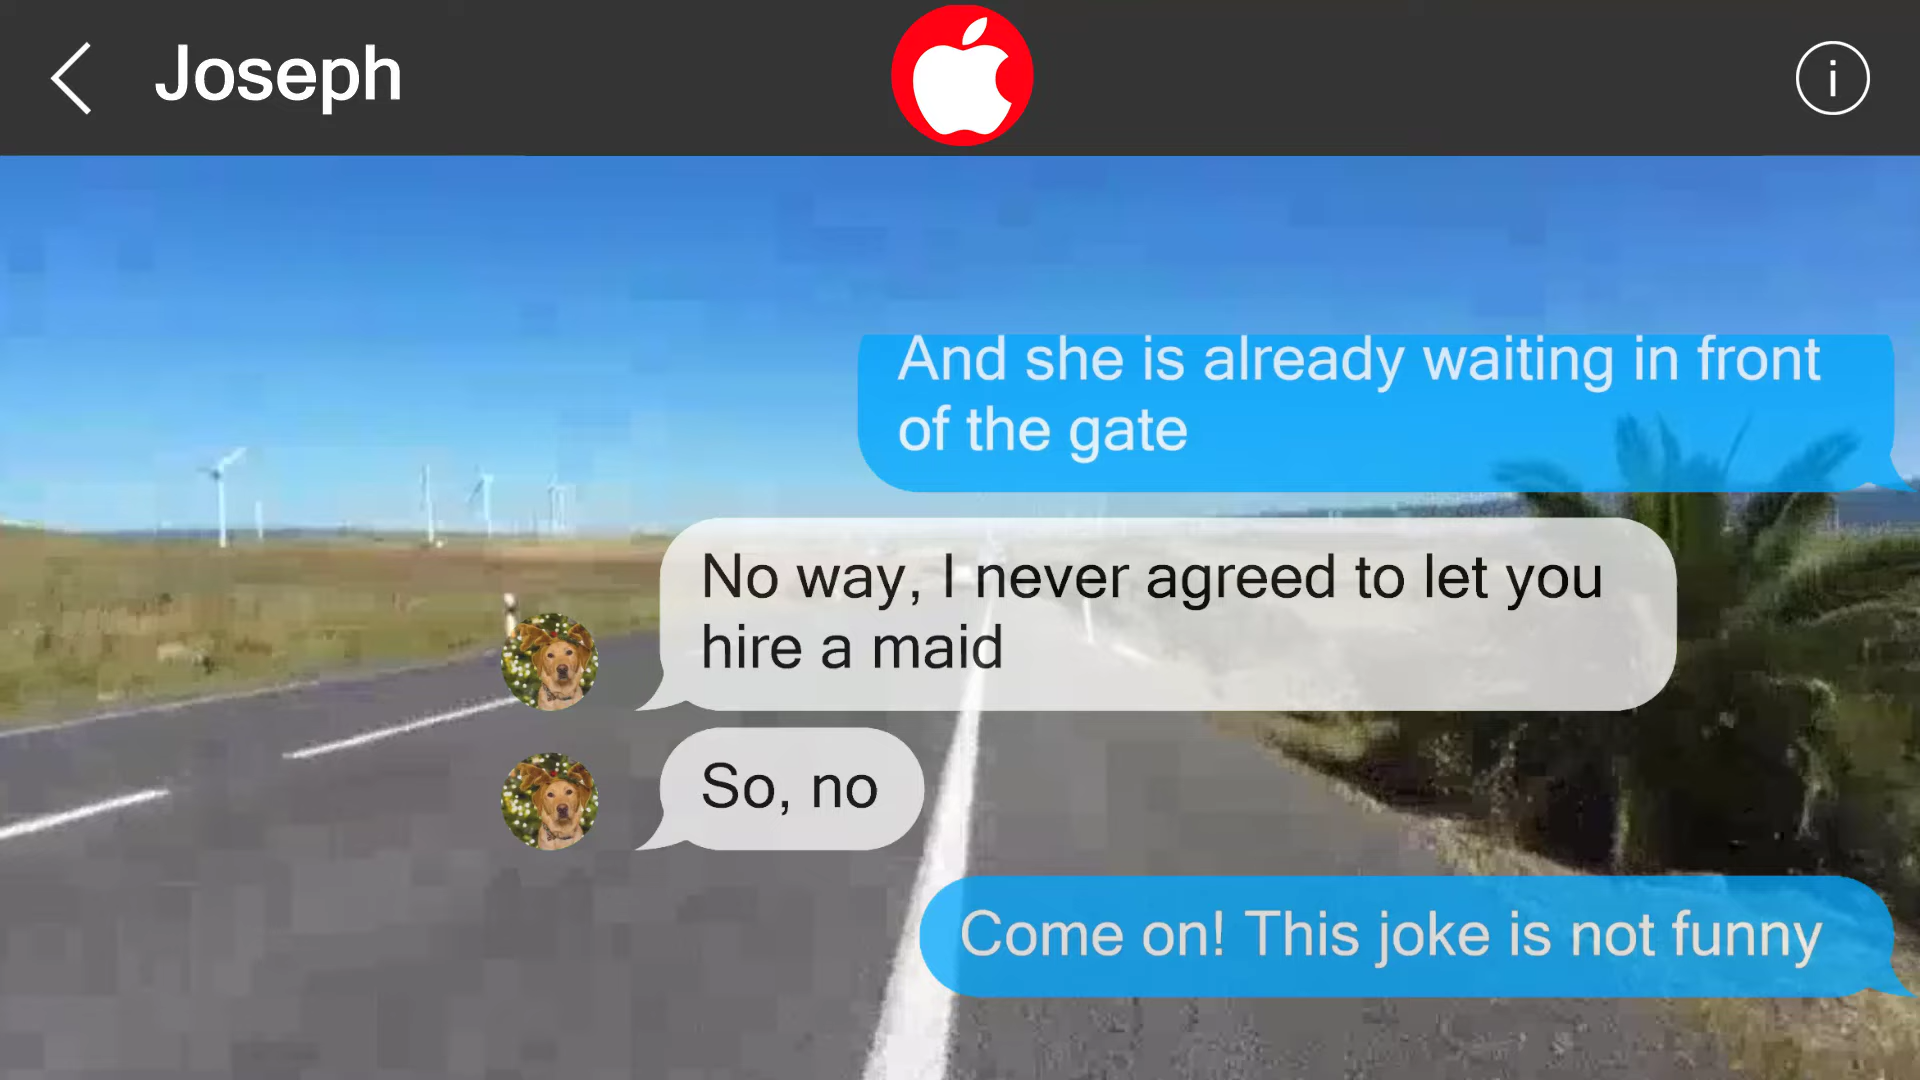 Joseph
And she is already waiting in front
of the gate
No way, I never agreed to let you
hire a maid
So, no
Come on! This joke is not funny